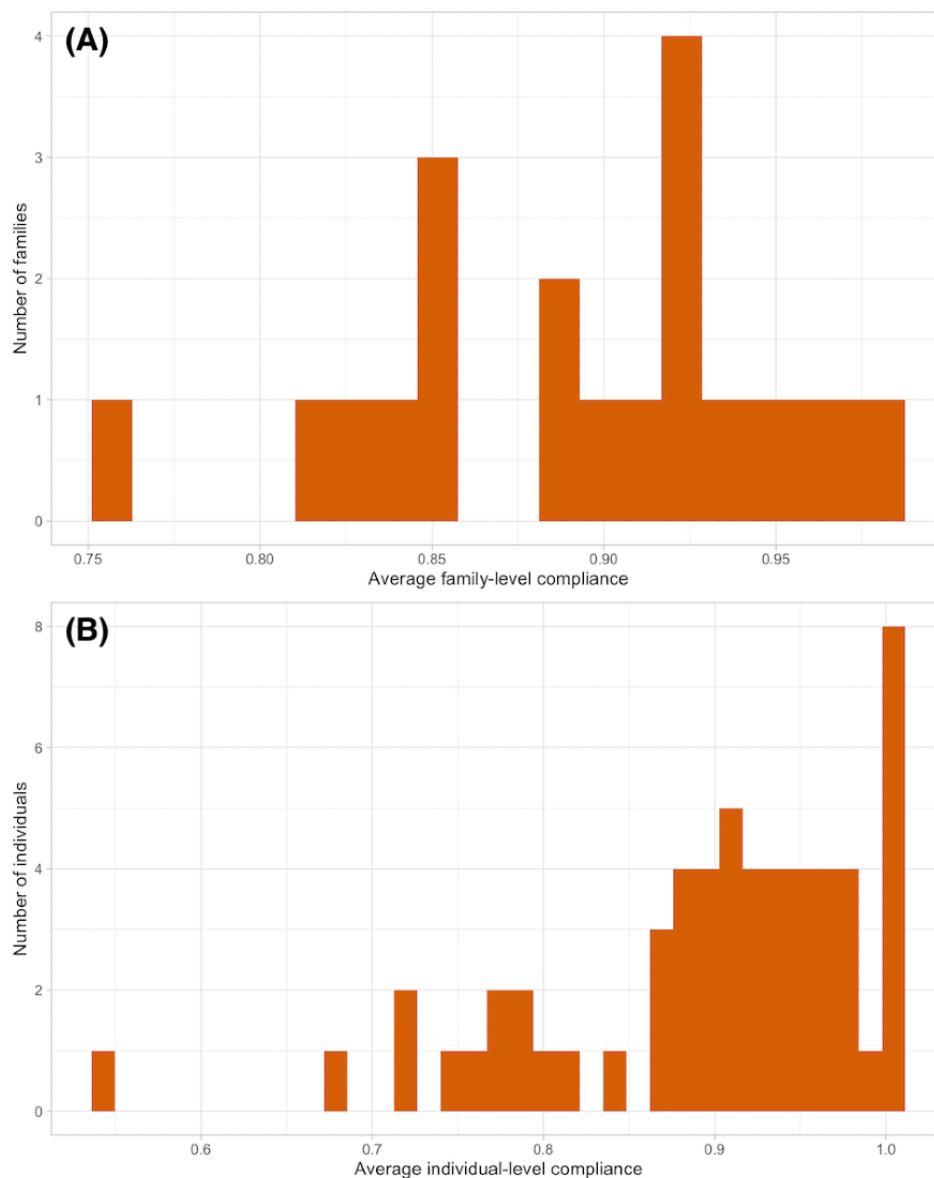 (A)
Number of families
4
3
2
1
0
0.75 0.80 0.85 0.90 0.95
Average family-level compliance
(B)
Number of individuals
8
6
4
2
0
0.6 0.7 0.8 0.9 1.0
Average individual-level compliance